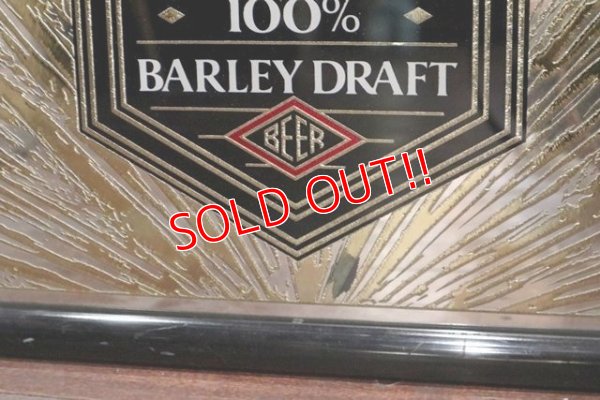 100%
BARLEY DRAFT
BEER
SOLD OUT!!